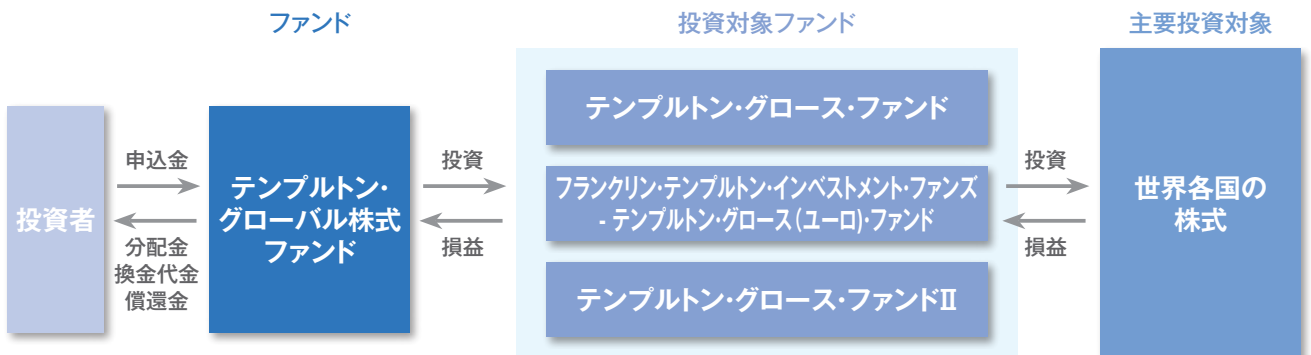 ファンド
投資対象ファンド
主要投資対象
投資者
申込金
分配金
換金代金
償還金
テンプルトン・
グローバル株式
ファンド
投資
損益
テンプルトン・グロース・ファンド
フランクリン・テンプルトン・インベストメント・ファンズ
- テンプルトン・グロース(ユーロ)・ファンド
テンプルトン・グロース・ファンドⅡ
投資
損益
世界各国の
株式